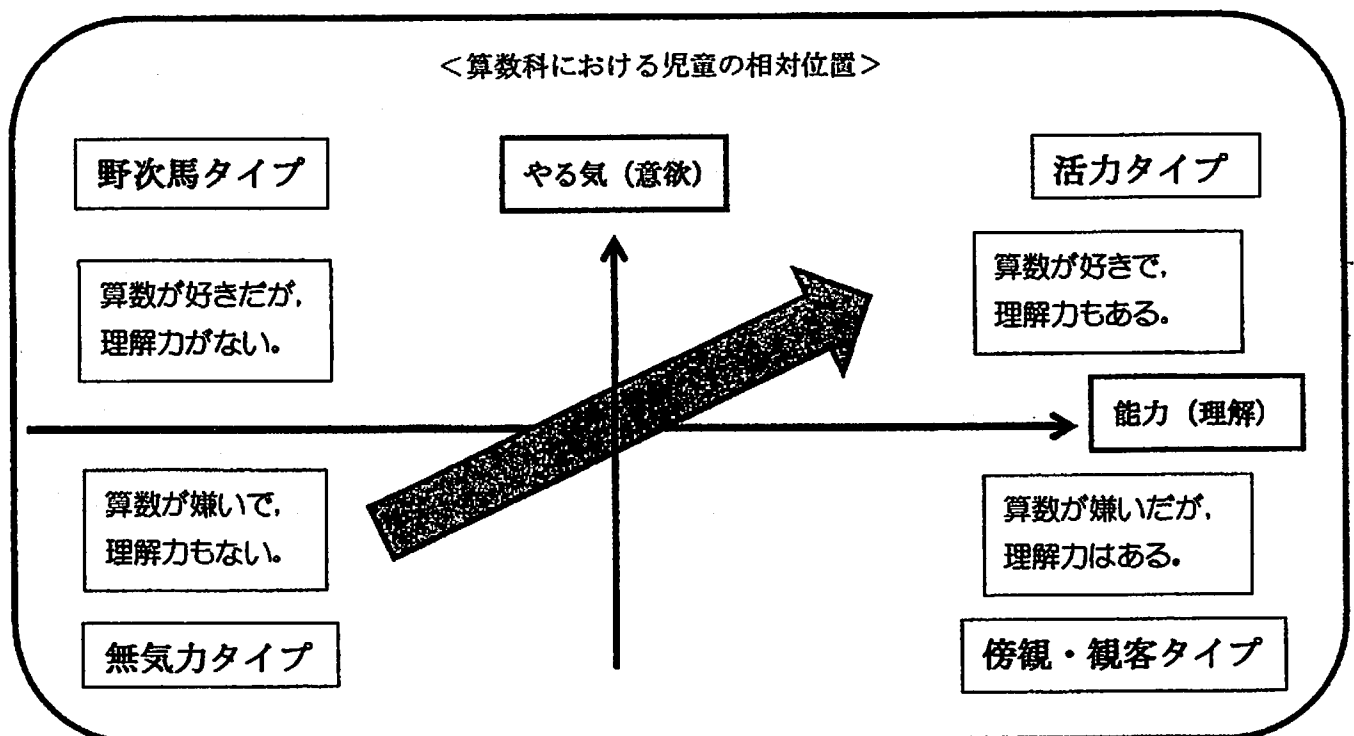 ＜算数科における児童の相対位置＞
野次馬タイプ
やる気（意欲）
活力タイプ
算数が好きだが，
理解力がない。
算数が好きで，
理解力もある。
能力（理解）
算数が嫌いで，
理解力もない。
算数が嫌いだが，
理解力はある。
無気力タイプ
傍観・観客タイプ